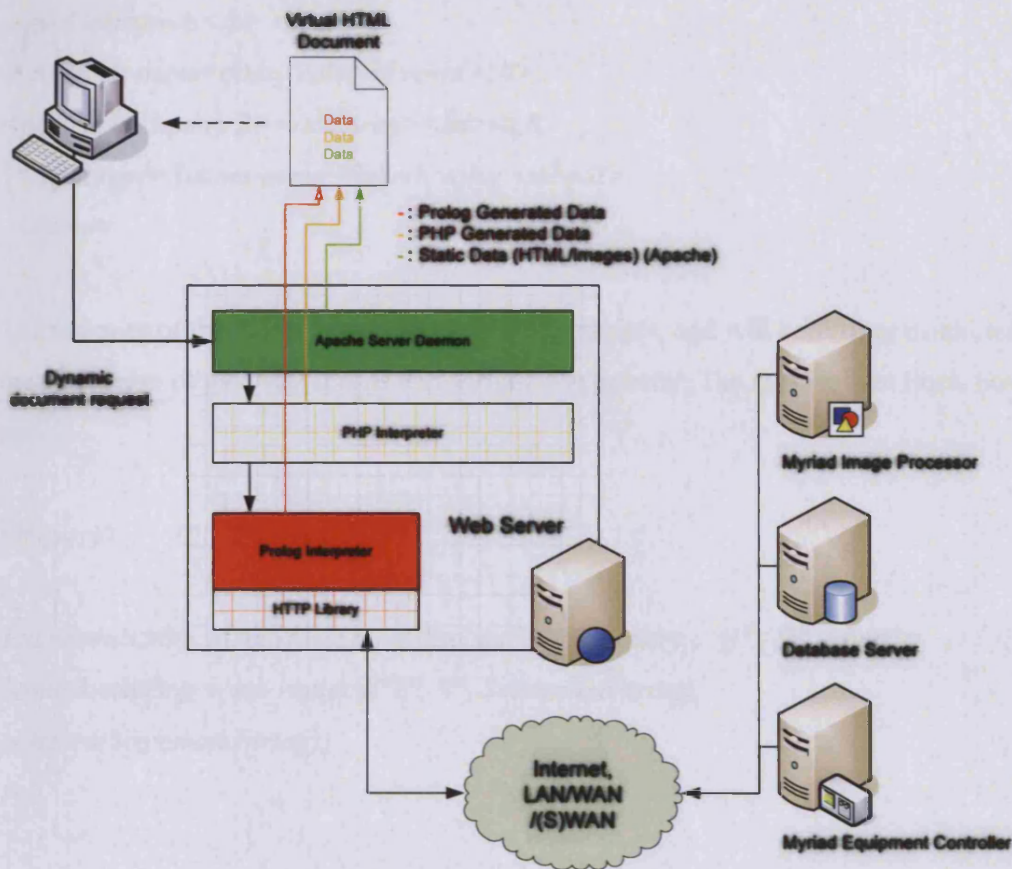 Virtual HTML
Document
Data
Data
Data
- : Prolog Generated Data
- : PHP Generated Data
- : Static Data (HTML/Images) (Apache)
Apache Server Daemon
Dynamic
document request
PHP Interpreter
Myriad Image Processor
Web Server
Prolog Interpreter
HTTP Library
Database Server
Internet,
LAN/WAN
/(S)WAN
Myriad Equipment Controller